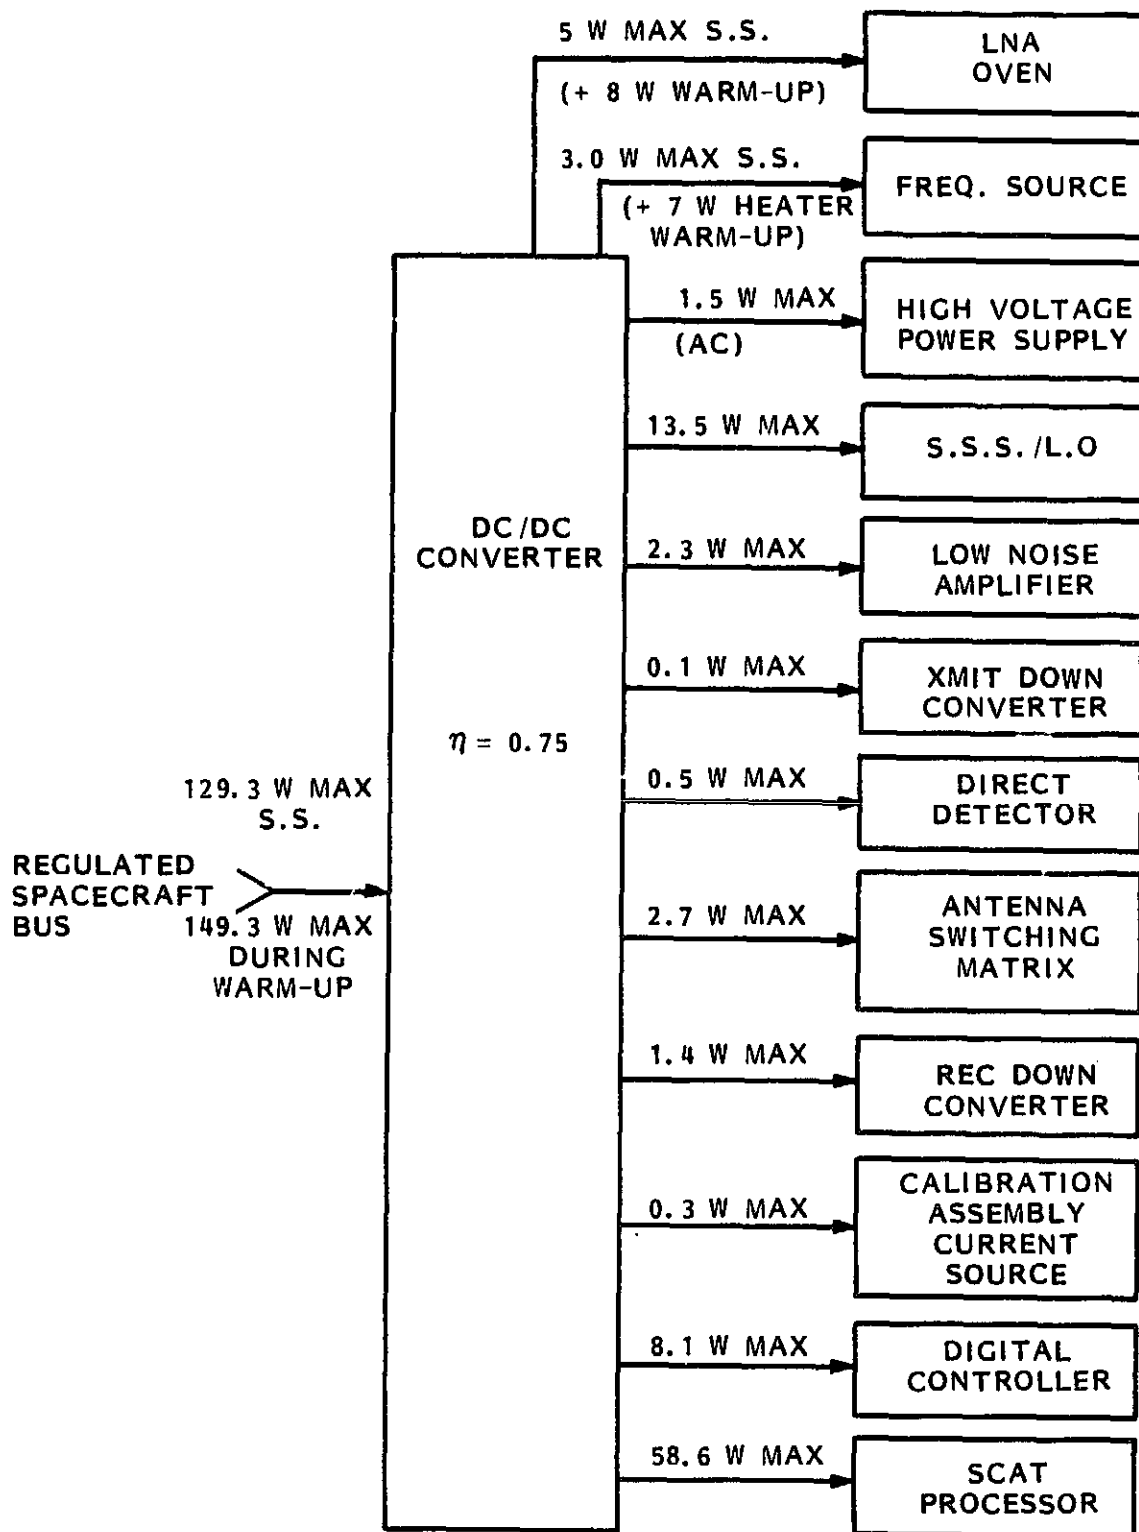 5 W MAX S.S.
(+ 8 W WARM-UP)
LNA
OVEN
3.0 W MAX S.S.
(+ 7 W HEATER
WARM-UP)
FREQ. SOURCE
1.5 W MAX
(AC)
HIGH VOLTAGE
POWER SUPPLY
13.5 W MAX
S.S.S./L.O
DC/DC
CONVERTER
η = 0.75
2.3 W MAX
LOW NOISE
AMPLIFIER
0.1 W MAX
XMIT DOWN
CONVERTER
0.5 W MAX
DIRECT
DETECTOR
129.3 W MAX
S.S.
REGULATED
SPACECRAFT
BUS
149.3 W MAX
DURING
WARM-UP
2.7 W MAX
ANTENNA
SWITCHING
MATRIX
1.4 W MAX
REC DOWN
CONVERTER
0.3 W MAX
CALIBRATION
ASSEMBLY
CURRENT
SOURCE
8.1 W MAX
DIGITAL
CONTROLLER
58.6 W MAX
SCAT
PROCESSOR